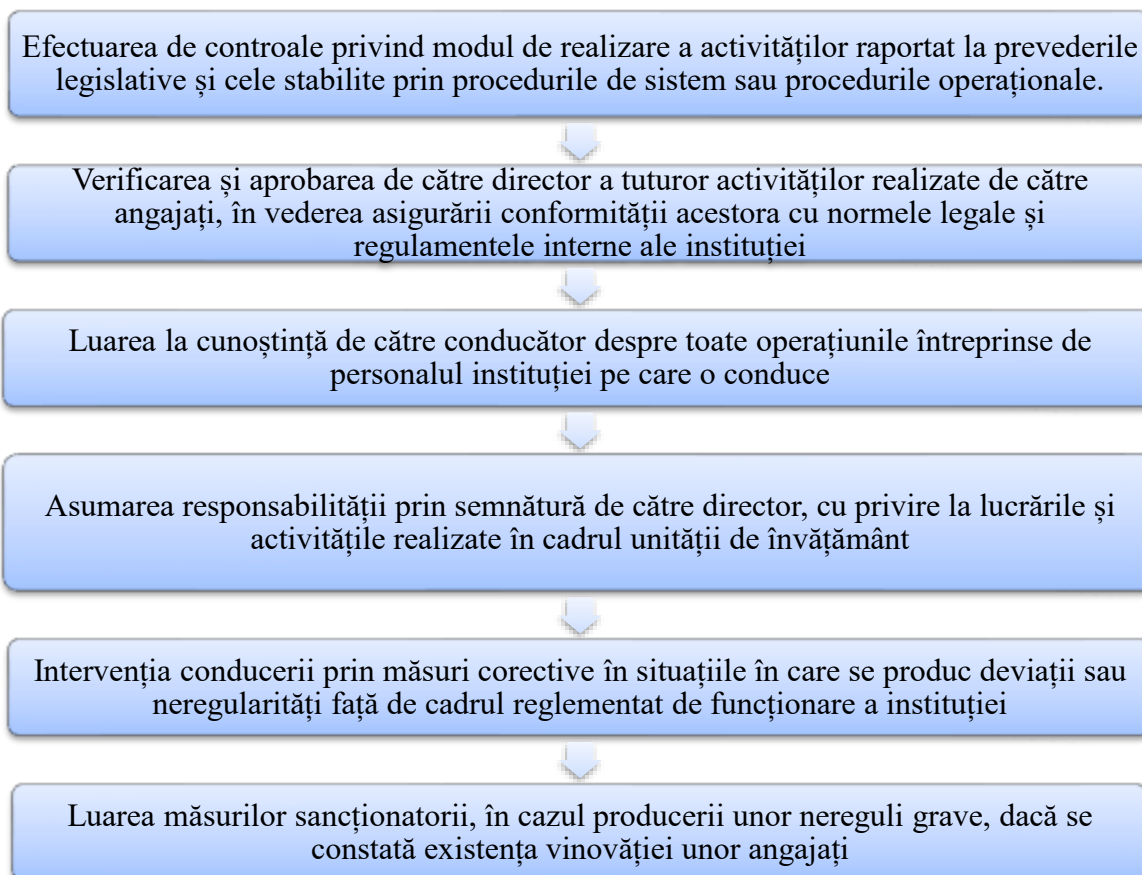 Efectuarea de controale privind modul de realizare a activităților raportat la prevederile
legislative și cele stabilite prin procedurile de sistem sau procedurile operaționale.
Verificarea și aprobarea de către director a tuturor activităților realizate de către
angajați, în vederea asigurării conformității acestora cu normele legale și
regulamentele interne ale instituției
Luarea la cunoștință de către conducător despre toate operațiunile întreprinse de
personalul instituției pe care o conduce
Asumarea responsabilității prin semnătură de către director, cu privire la lucrările și
activitățile realizate în cadrul unității de învățământ
Intervenția conducerii prin măsuri corective în situațiile în care se produc deviații sau
neregularități față de cadrul reglementat de funcționare a instituției
Luarea măsurilor sancționatorii, în cazul producerii unor nereguli grave, dacă se
constată existența vinovăției unor angajați